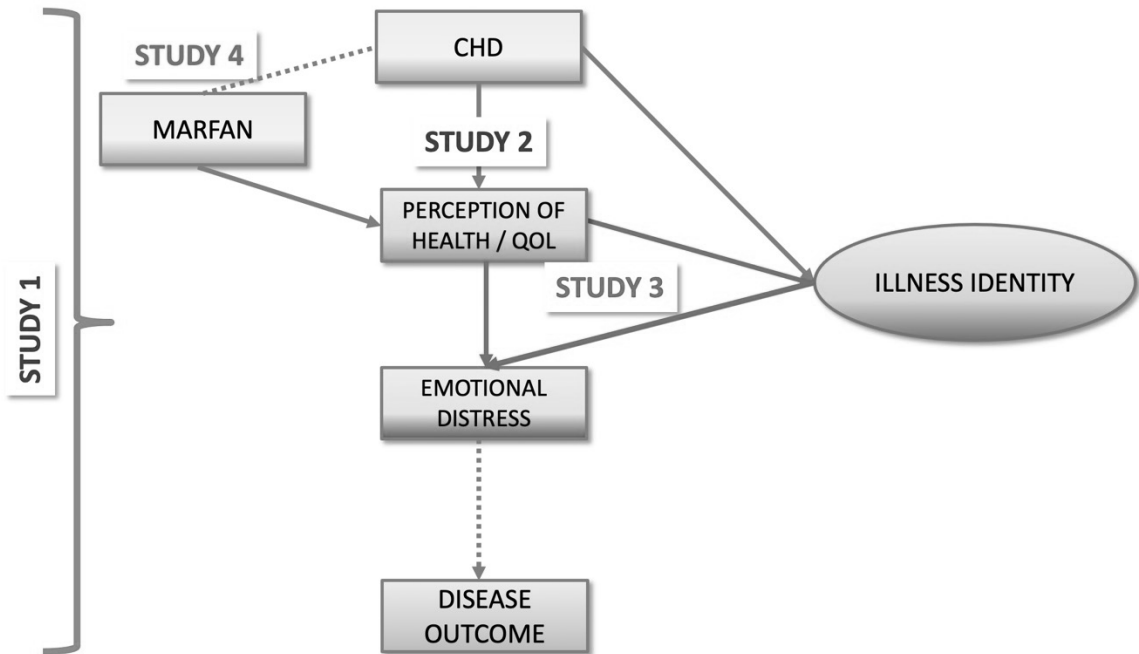 CHD
STUDY 4
MARFAN
STUDY 2
PERCEPTION OF
HEALTH / QOL
STUDY 3
ILLNESS IDENTITY
STUDY 1
EMOTIONAL
DISTRESS
DISEASE
OUTCOME